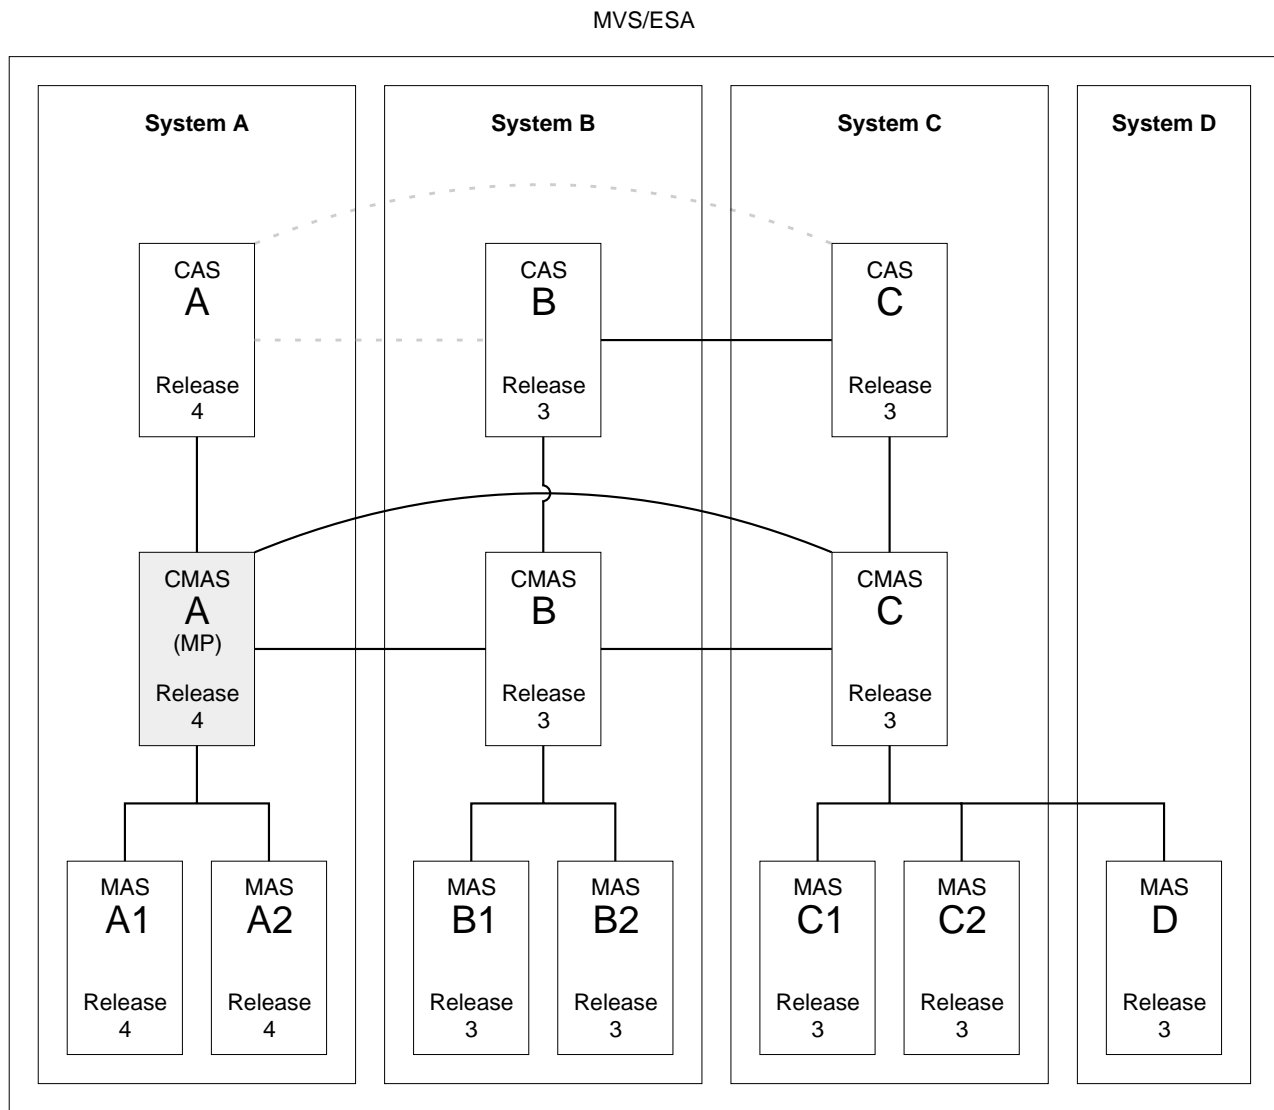 MVS/ESA
System A
System B
System C
System D
CAS
A
Release
4
CAS
B
Release
3
CAS
C
Release
3
CMAS
A
(MP)
Release
4
CMAS
B
Release
3
CMAS
C
Release
3
MAS
A1
Release
4
MAS
A2
Release
4
MAS
B1
Release
3
MAS
B2
Release
3
MAS
C1
Release
3
MAS
C2
Release
3
MAS
D
Release
3